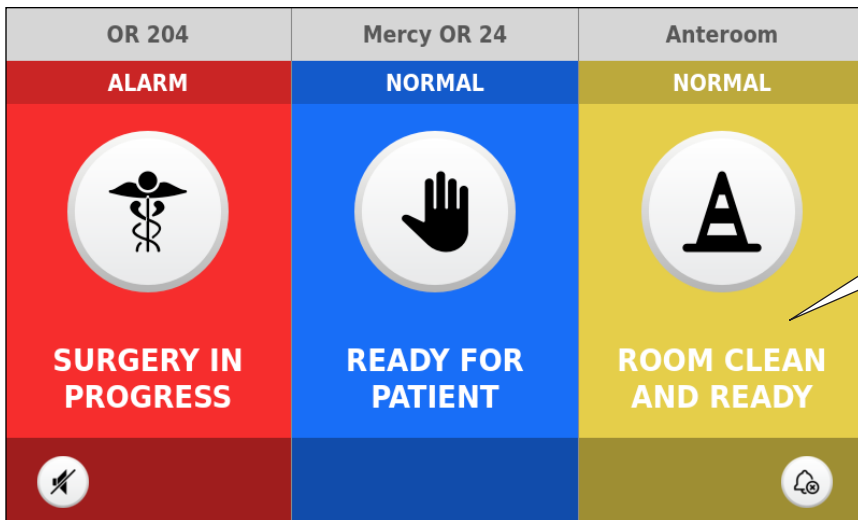 OR 204
Mercy OR 24
Anteroom
ALARM
NORMAL
NORMAL
SURGERY IN
PROGRESS
READY FOR
PATIENT
ROOM CLEAN
AND READY